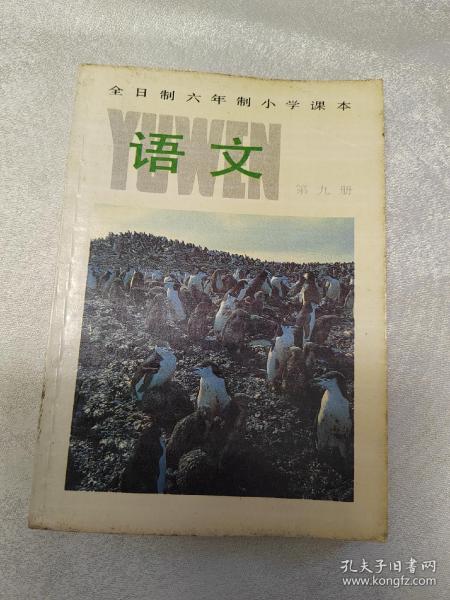 全日制六年制小学课本
YUWEN
语文
第九册
孔夫子旧书网
www.kongfz.com